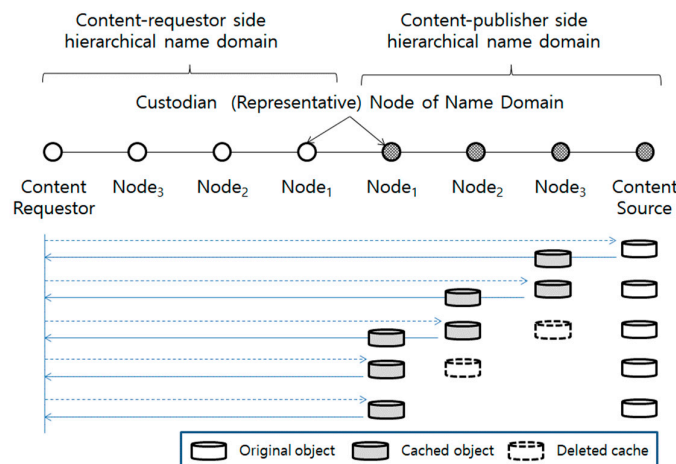 Content-requestor side
hierarchical name domain
Content-publisher side
hierarchical name domain
Custodian (Representative) Node of Name Domain
Content
Requestor
Node₃
Node₂
Node₁
Node₁
Node₂
Node₃
Content
Source
Original object
Cached object
Deleted cache